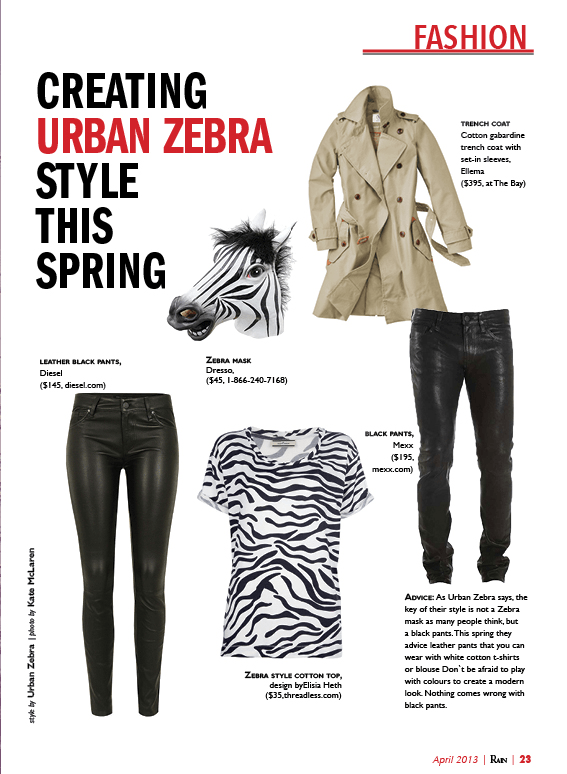 FASHION
CREATING
URBAN ZEBRA
STYLE
THIS
SPRING
TRENCH COAT
Cotton gabardine
trench coat with
set-in sleeves,
Ellema
($395, at The Bay)
LEATHER BLACK PANTS,
Diesel
($145, diesel.com)
ZEBRA MASK
Dresso,
($45, 1-866-240-7168)
BLACK PANTS,
Mexx
($195,
mexx.com)
ZEBRA STYLE COTTON TOP,
design byElisia Heth
($35,threadless.com)
ADVICE: As Urban Zebra says, the
key of their style is not a Zebra
mask as many people think, but
a black pants. This spring they
advice leather pants that you can
wear with white cotton t-shirts
or blouse Don`t be afraid to play
with colours to create a modern
look. Nothing comes wrong with
black pants.
style by Urban Zebra | photo by Kate McLaren
April 2013 | RAIN | 23